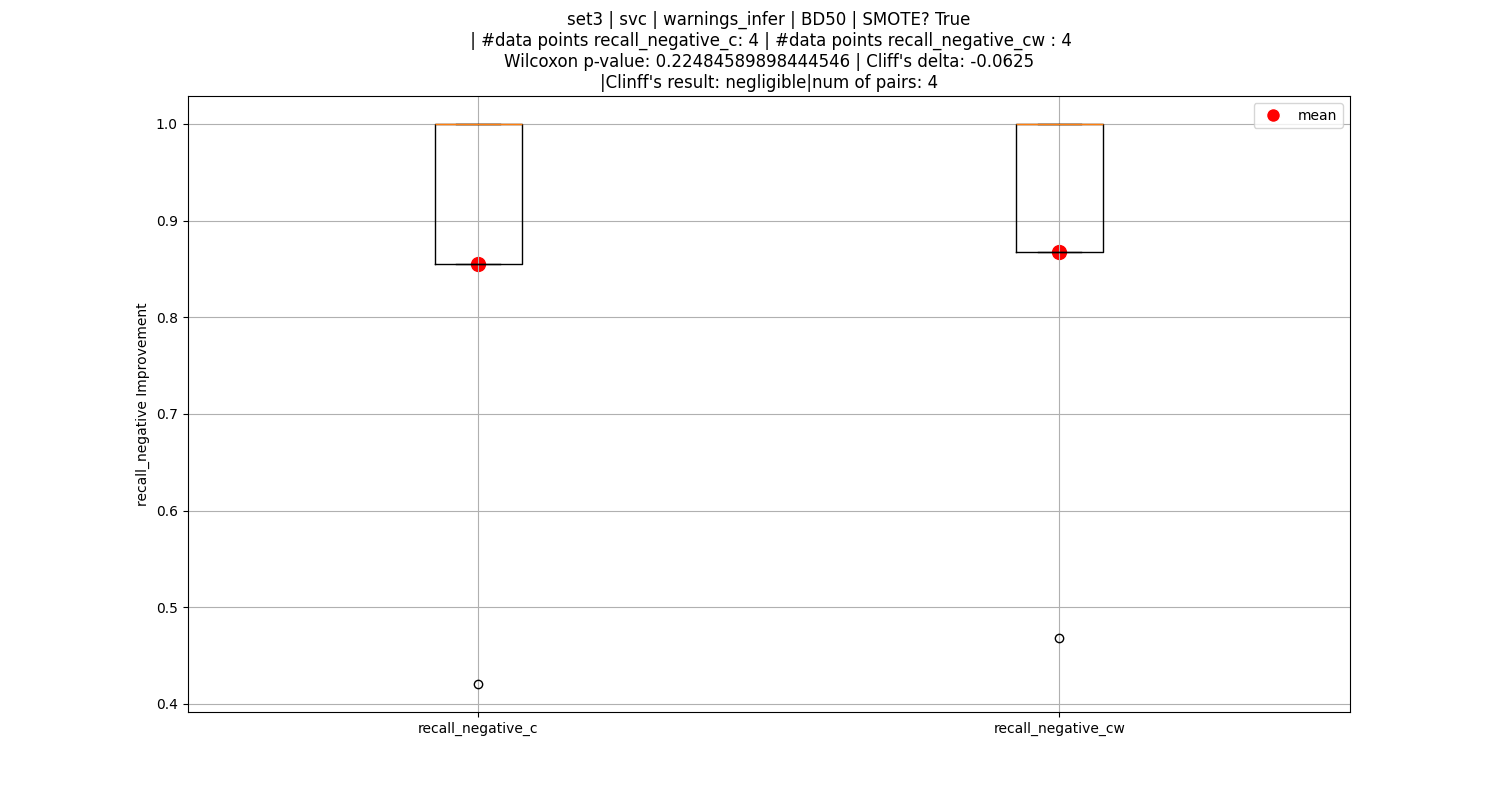 set3 | svc | warnings_infer | BD50 | SMOTE? True
| #data points recall_negative_c: 4 | #data points recall_negative_cw : 4
Wilcoxon p-value: 0.22484589898444546 | Cliff's delta: -0.0625
|Clinff's result: negligible|num of pairs: 4
mean
1.0
0.9
0.8
0.7
0.6
0.5
0.4
recall_negative Improvement
recall_negative_c
recall_negative_cw